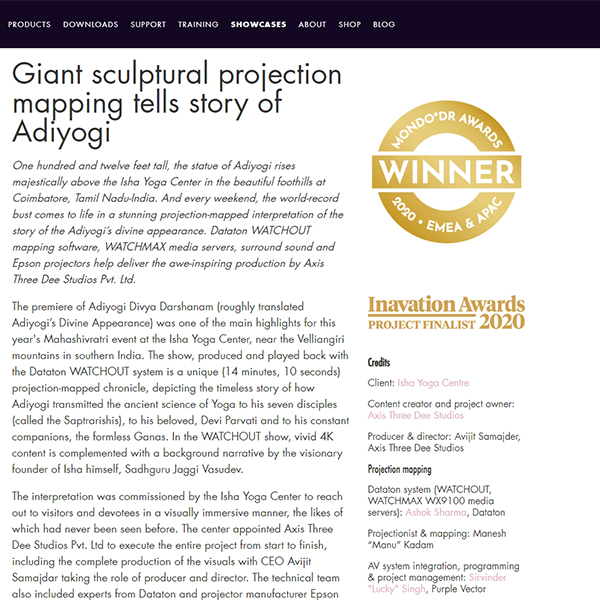 PRODUCTS DOWNLOADS SUPPORT TRAINING SHOWCASES ABOUT SHOP BLOG
Giant sculptural projection
mapping tells story of
Adiyogi
One hundred and twelve feet tall, the statue of Adiyogi rises
majestically above the Isha Yoga Center in the beautiful foothills at
Coimbatore, Tamil Nadu-India. And every weekend, the world-record
bust comes to life in a stunning projection-mapped interpretation of the
story of the Adiyogi's divine appearance. Dataton WATCHOUT
mapping software, WATCHMAX media servers, surround sound and
Epson projectors help deliver the awe-inspiring production by Axis
Three Dee Studios Pvt. Ltd.
The premiere of Adiyogi Divya Darshanam (roughly translated
Adiyogi's Divine Appearance) was one of the main highlights for this
year's Mahashivratri event at the Isha Yoga Center, near the Velliangiri
mountains in southern India. The show, produced and played back with
the Dataton WATCHOUT system is a unique (14 minutes, 10 seconds)
projection-mapped chronicle, depicting the timeless story of how
Adiyogi transmitted the ancient science of Yoga to his seven disciples
(called the Saptrarishis), to his beloved, Devi Parvati and to his constant
companions, the formless Ganas. In the WATCHOUT show, vivid 4K
content is complemented with a background narrative by the visionary
founder of Isha himself, Sadhguru Jaggi Vasudev.
The interpretation was commissioned by the Isha Yoga Center to reach
out to visitors and devotees in a visually immersive manner, the likes of
which had never been seen before. The center appointed Axis Three
Dee Studios Pvt. Ltd to execute the entire project from start to finish,
including the complete production of the visuals with CEO Avijit
Samajdar taking the role of producer and director. The technical team
also included experts from Dataton and projector manufacturer Epson
MONDO*DR AWARDS
WINNER
2020 • EMEA & APAC
Inavation Awards
PROJECT FINALIST 2020
Credits
Client: Isha Yoga Centre
Content creator and project owner:
Axis Three Dee Studios
Producer & director: Avijit Samajder,
Axis Three Dee Studios
Projection mapping
Dataton system (WATCHOUT,
WATCHMAX WX9100 media
servers): Ashok Sharma, Dataton
Projectionist & mapping: Manesh
"Manu" Kadam
AV system integration, programming
& project management: Sirvinder
"Lucky" Singh, Purple Vector